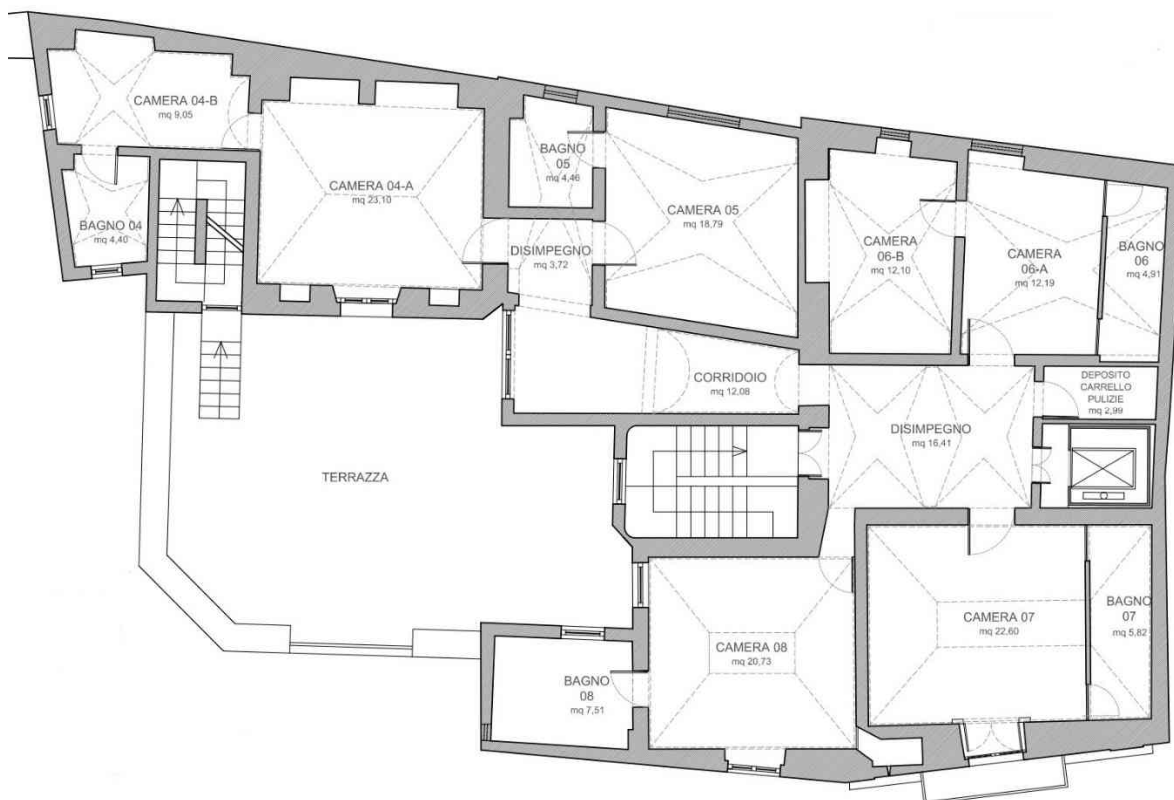 CAMERA 04-B
mq 9,05
BAGNO 04
mq 4,40
CAMERA 04-A
mq 23,10
BAGNO
05
mq 4,46
DISIMPEGNO
mq 3,72
CAMERA 05
mq 18,79
CAMERA
06-B
mq 12,10
CAMERA
06-A
mq 12,19
BAGNO
06
mq 4,91
CORRIDOIO
mq 12,08
DEPOSITO
CARRELLO
PULIZIE
mq 2,99
DISIMPEGNO
mq 16,41
TERRAZZA
CAMERA 08
mq 20,73
BAGNO
08
mq 7,51
CAMERA 07
mq 22,60
BAGNO
07
mq 5,82